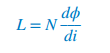 L = N dϕ/di